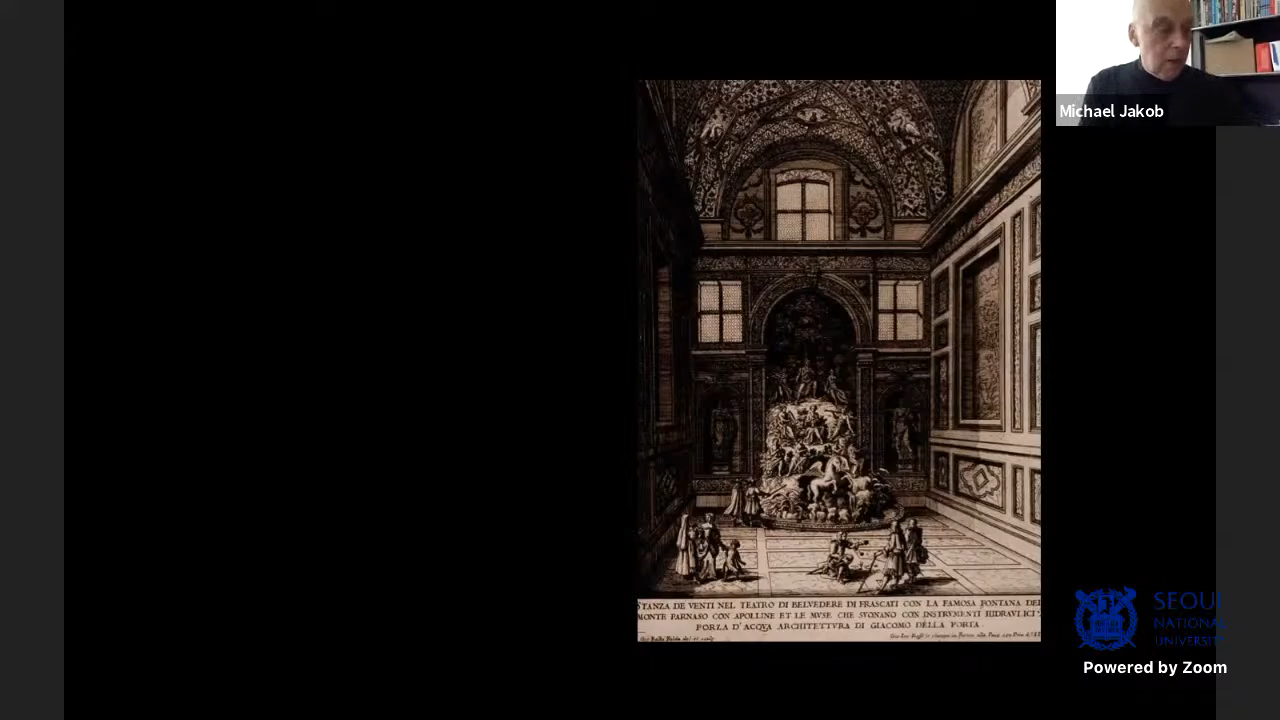 Michael Jakob
STANZA DE VENTI NEL TEATRO DI BELVEDERE DI FRASCATI CON LA FAMOSA FONTANA DEL
MONTE PARNASO CON APOLLINE ET LE MVSE CHE SVONANO CON INSTRVMENTI HIDRAVLICI
FORZA D'ACQVA ARCHITETTVRA DI GIACOMO DELLA PORTA
SEOUL
NATIONAL
UNIVERSITY
Powered by Zoom